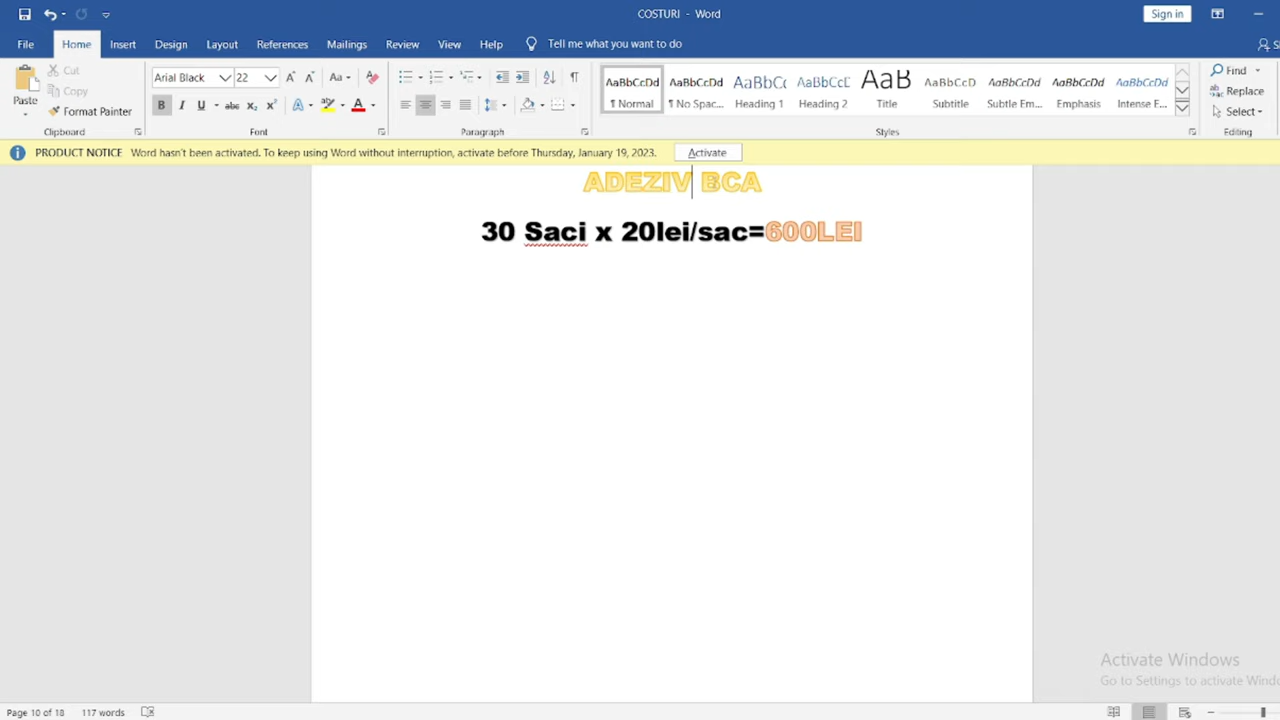 COSTURI - Word
Sign in
File Home Insert Design Layout References Mailings Review View Help Tell me what you want to do
Paste
Cut
Copy
Format Painter
Clipboard
Arial Black 22
Font
Paragraph
AaBbCcDd AaBbCcDd AaBbCc AaBbCcE AaB AaBbCcD AaBbCcDd AaBbCcDd AaBbCcDd
¶ Normal ¶ No Spac... Heading 1 Heading 2 Title Subtitle Subtle Em... Emphasis Intense E...
Styles
Find
Replace
Select
Editing
PRODUCT NOTICE Word hasn't been activated. To keep using Word without interruption, activate before Thursday, January 19, 2023. Activate
ADEZIV BCA
30 Saci x 20lei/sac=600LEI
Activate Windows
Go to Settings to activate Windo
Page 10 of 18 117 words